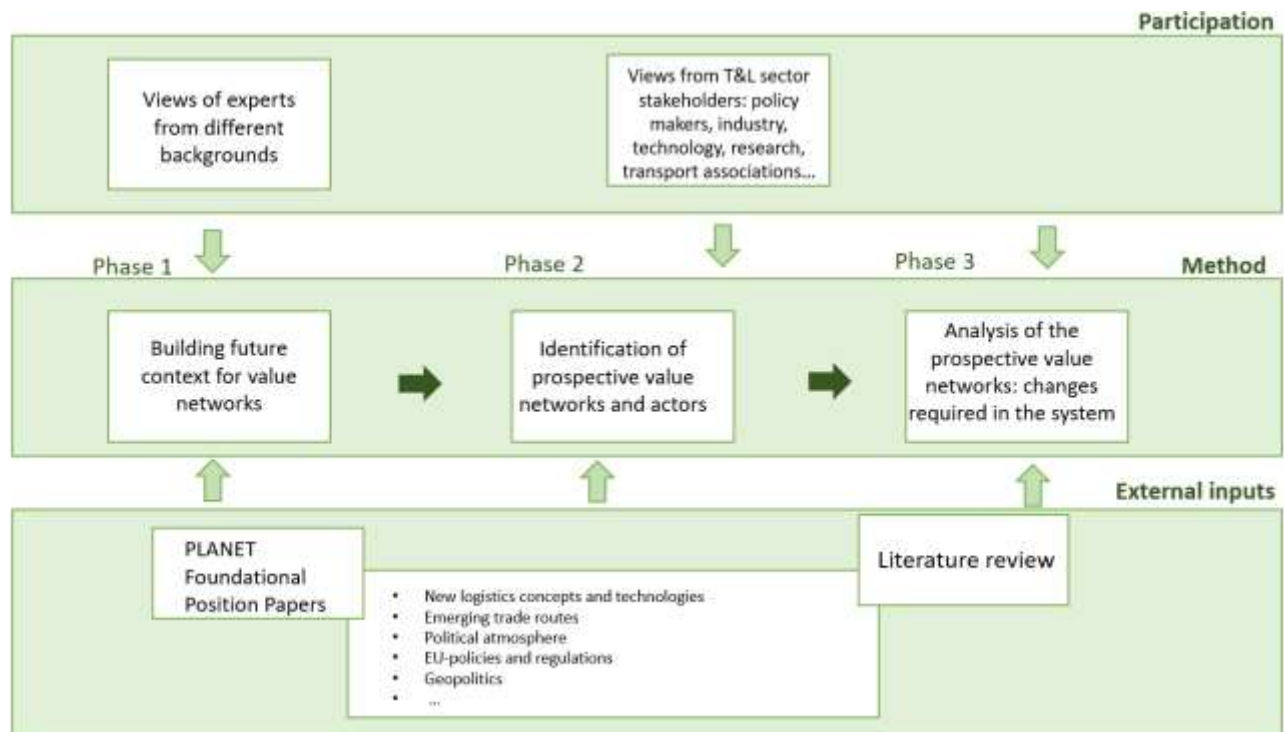 Participation
Views of experts
from different
backgrounds
Views from T&L sector
stakeholders: policy
makers, industry,
technology, research,
transport associations…
Phase 1
Phase 2
Phase 3
Method
Building future
context for value
networks
Identification of
prospective value
networks and actors
Analysis of the
prospective value
networks: changes
required in the system
External inputs
PLANET
Foundational
Position Papers
• New logistics concepts and technologies
• Emerging trade routes
• Political atmosphere
• EU-policies and regulations
• Geopolitics
• …
Literature review